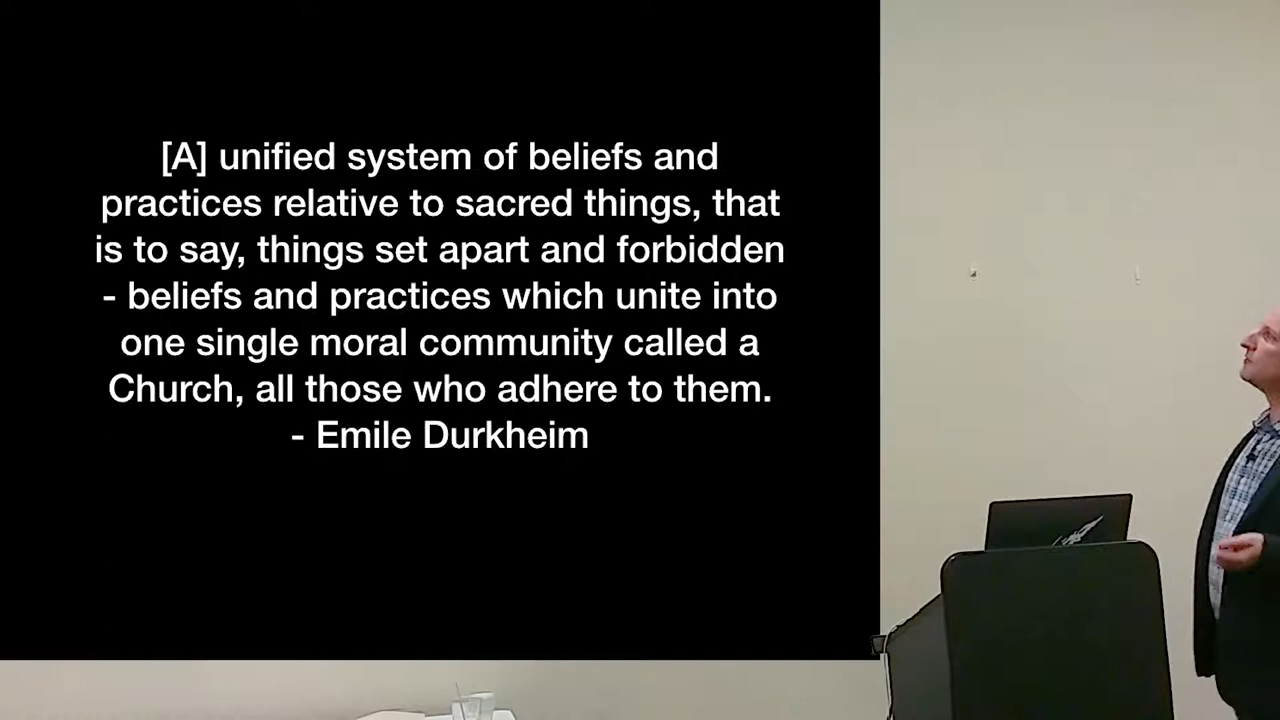 [A] unified system of beliefs and
practices relative to sacred things, that
is to say, things set apart and forbidden
- beliefs and practices which unite into
one single moral community called a
Church, all those who adhere to them.
- Emile Durkheim